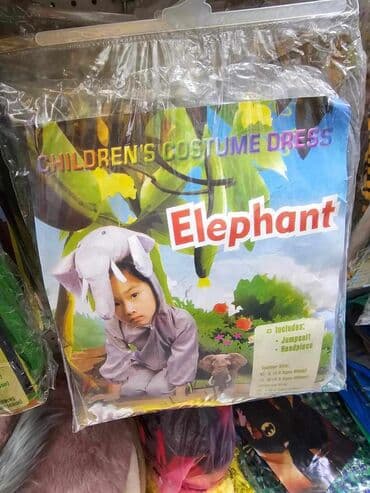 CHILDREN'S COSTUME DRESS
Elephant
Includes:
- Jumpsuit
- Headpiece